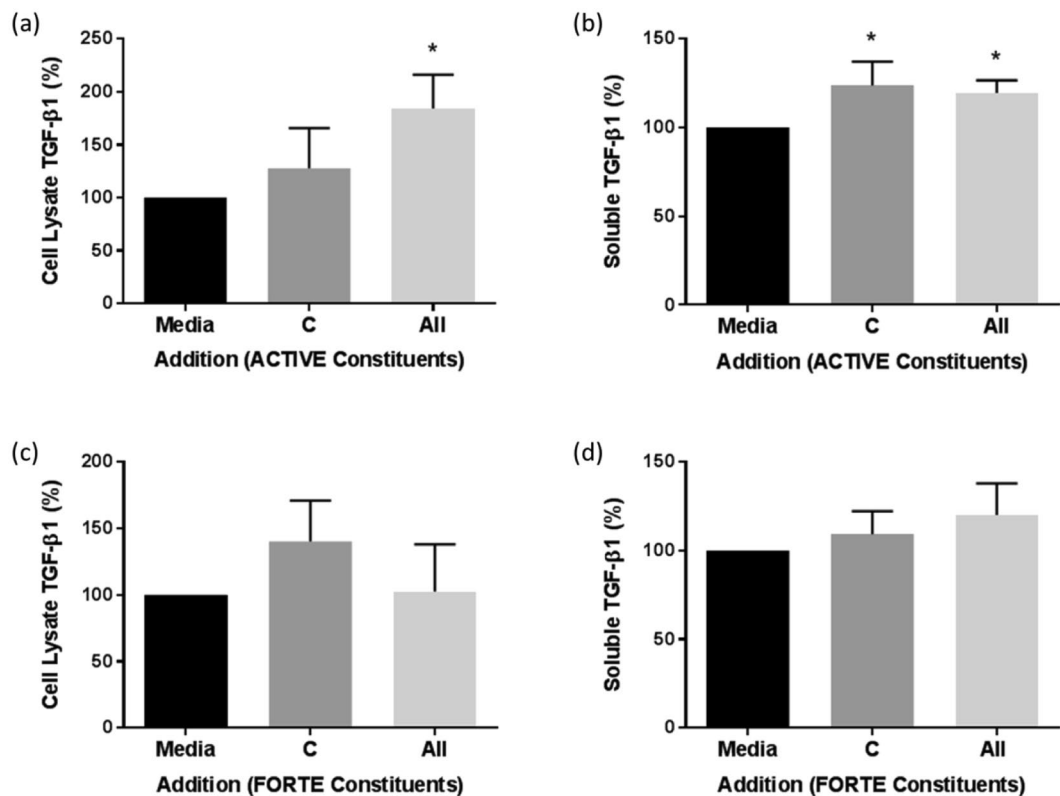 (a)
Cell Lysate TGF-β1 (%)
250
200
150
100
50
0
*
Media C All
Addition (ACTIVE Constituents)
(b)
Soluble TGF-β1 (%)
150
100
50
0
* *
Media C All
Addition (ACTIVE Constituents)
(c)
Cell Lysate TGF-β1 (%)
200
150
100
50
0
Media C All
Addition (FORTE Constituents)
(d)
Soluble TGF-β1 (%)
150
100
50
0
Media C All
Addition (FORTE Constituents)